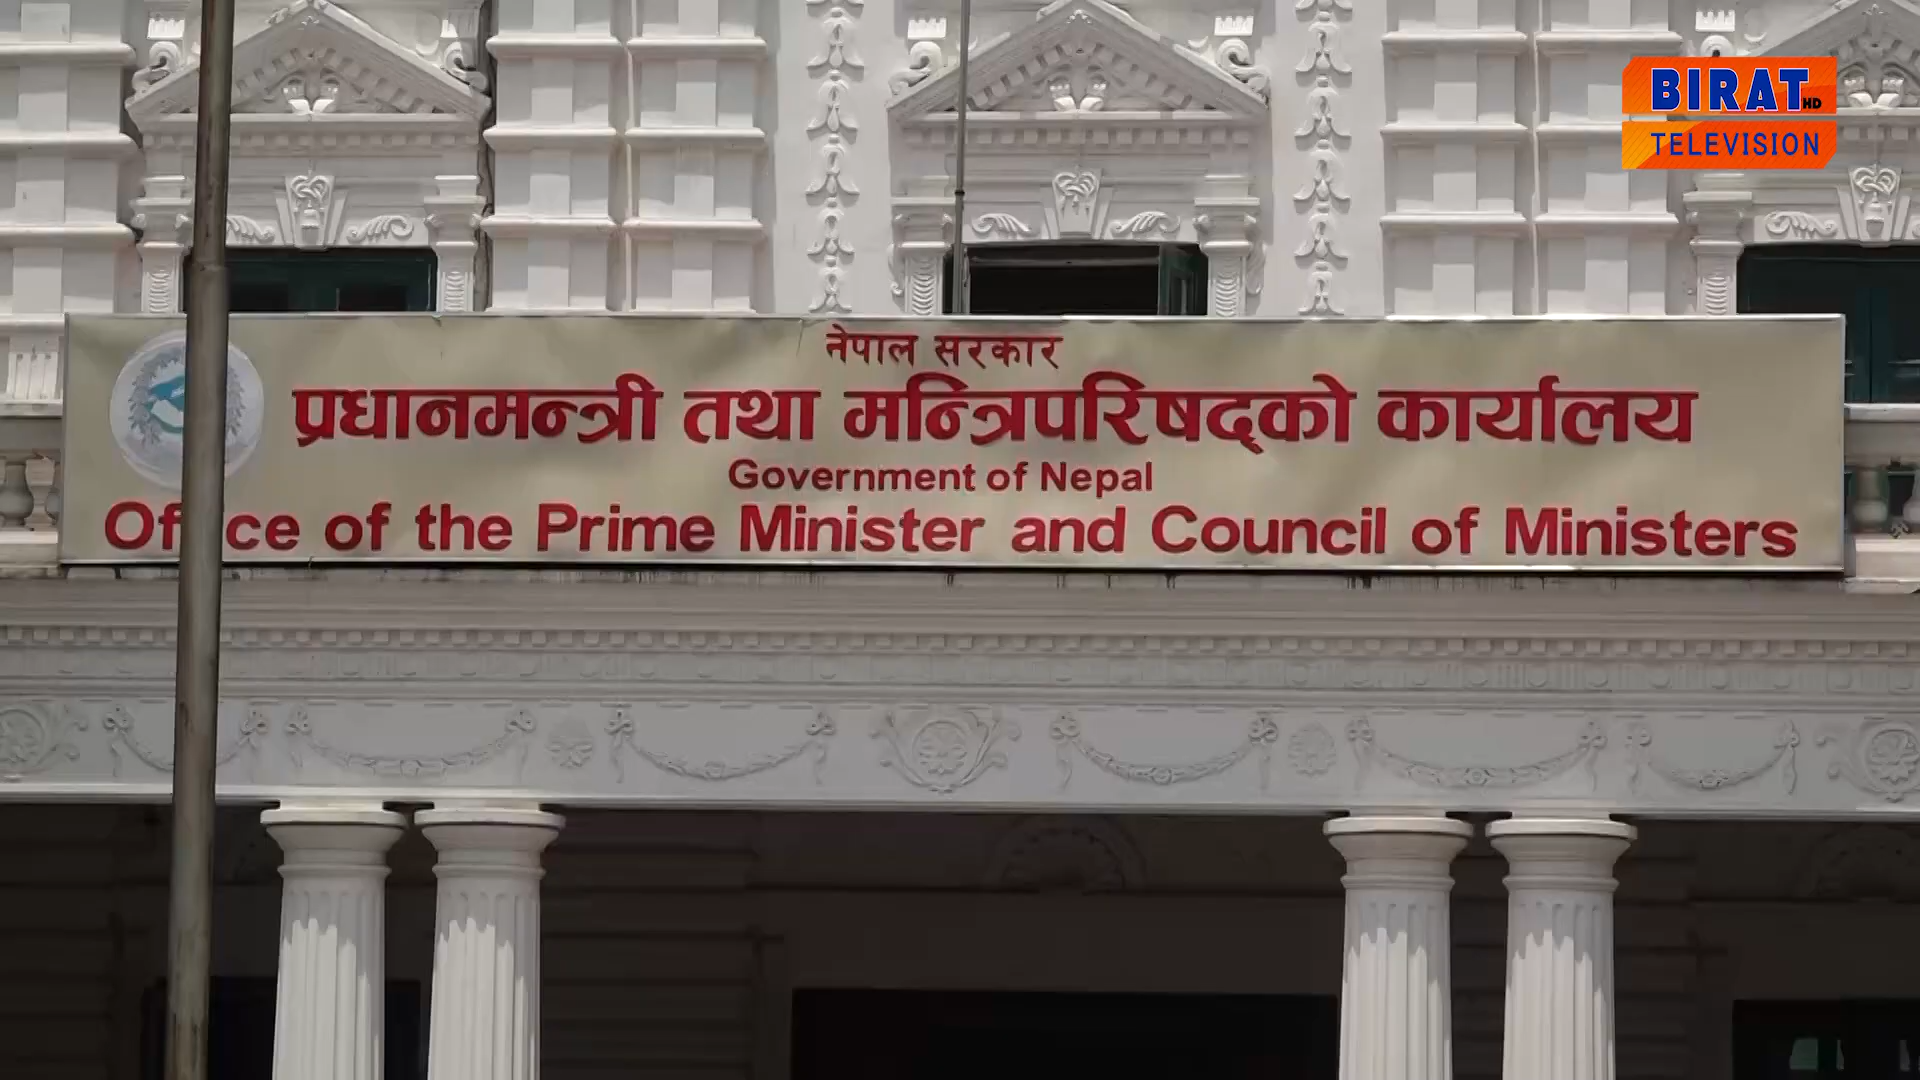 BIRAT HD
TELEVISION
नेपाल सरकार
प्रधानमन्त्री तथा मन्त्रिपरिषद्को कार्यालय
Government of Nepal
Office of the Prime Minister and Council of Ministers